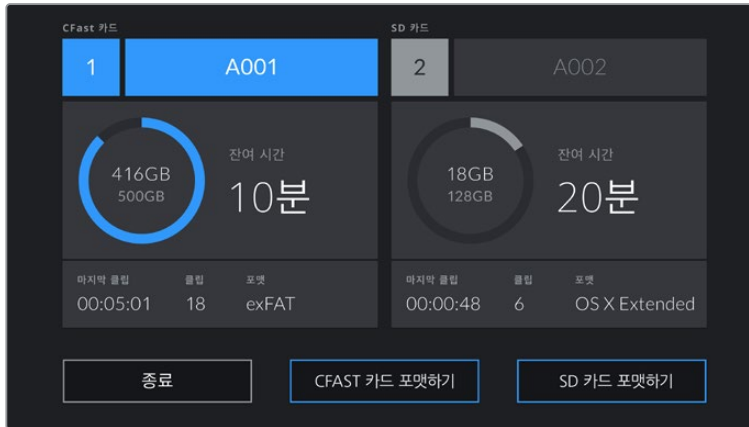 CFast 카드
1
A001
416GB
500GB
잔여 시간
10분
마지막 클립
클립
포맷
00:05:01
18
exFAT
SD 카드
2
A002
18GB
128GB
잔여 시간
20분
마지막 클립
클립
포맷
00:00:48
6
OS X Extended
종료
CFAST 카드 포맷하기
SD 카드 포맷하기